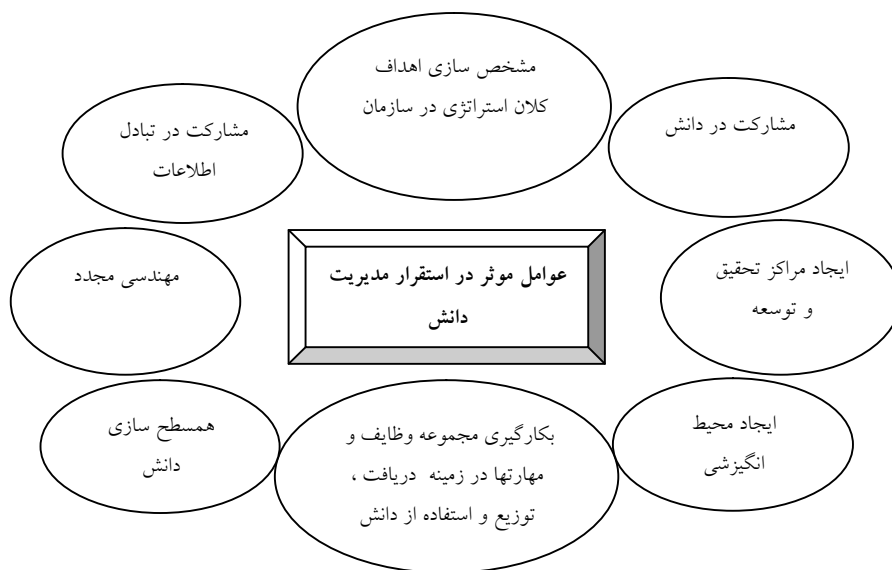 مشخص سازی اهداف
کلان استراتژی در سازمان
مشارکت در دانش
مشارکت در تبادل
اطلاعات
ایجاد مراکز تحقیق
و توسعه
عوامل موثر در استقرار مدیریت
دانش
مهندسی مجدد
ایجاد محیط
انگیزشی
بکارگیری مجموعه وظایف و
مهارتها در زمینه دریافت ،
توزیع و استفاده از دانش
همسطح سازی
دانش